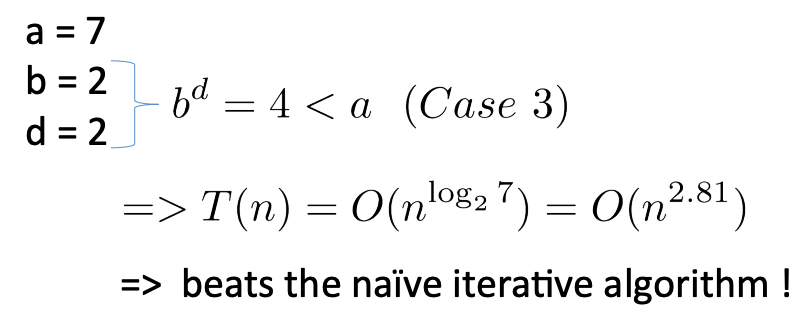 a = 7
b = 2
d = 2
b^d = 4 < a (Case 3)
=> T(n) = O(n^{log_2 7}) = O(n^{2.81})
=> beats the naïve iterative algorithm !